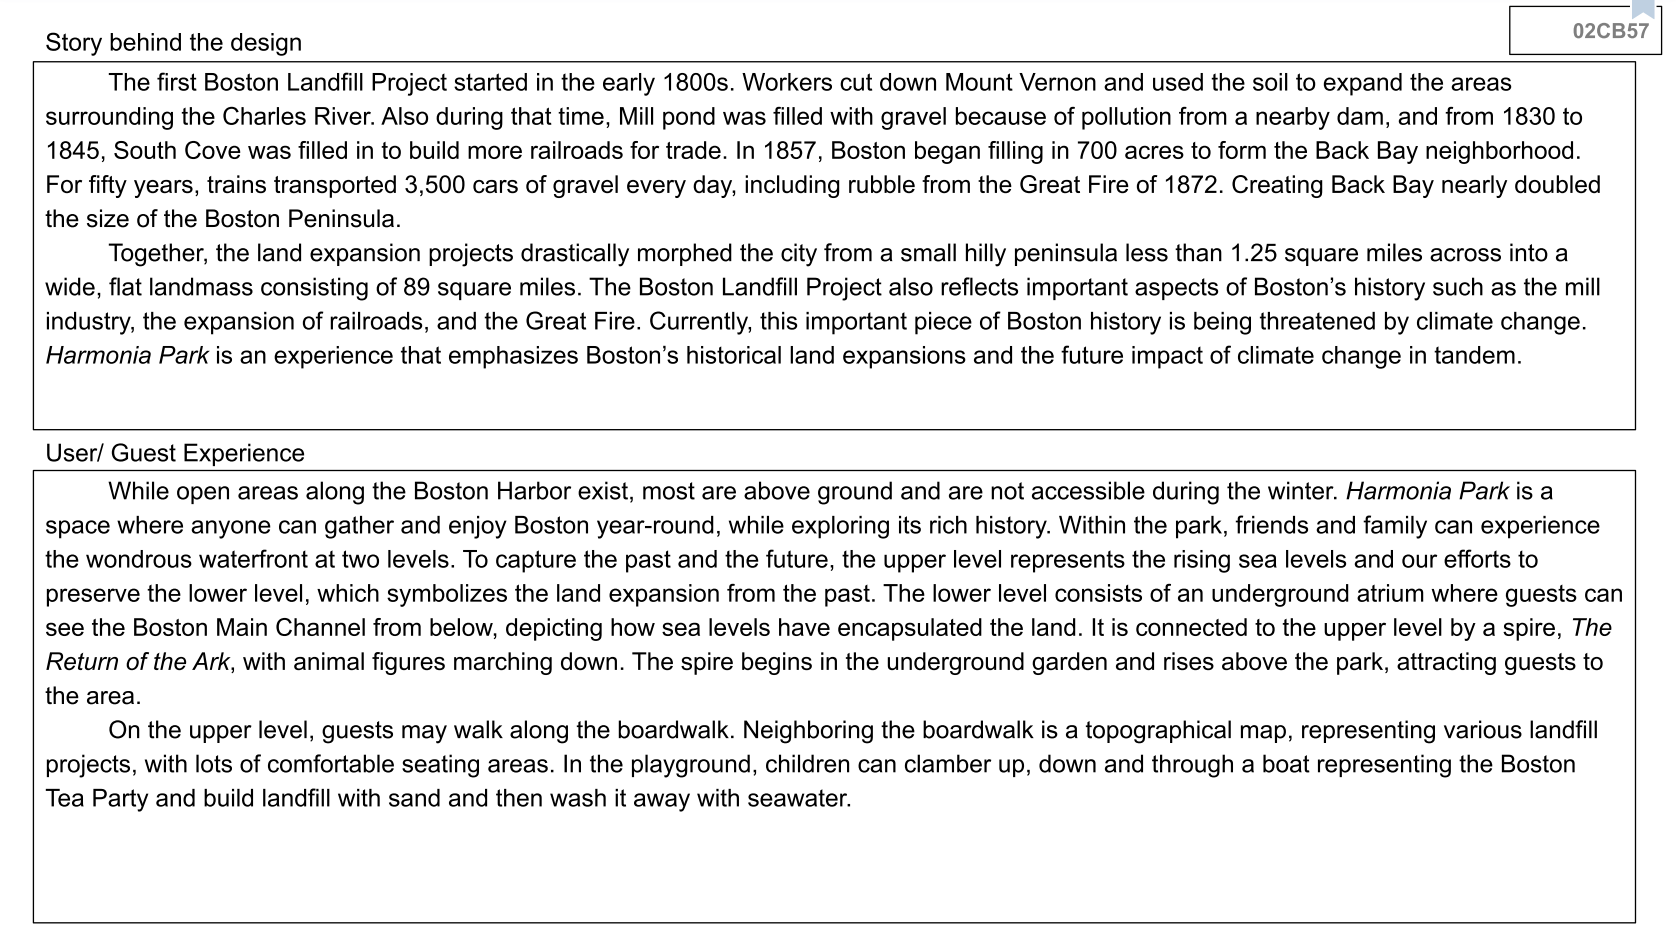 02CB57
Story behind the design
The first Boston Landfill Project started in the early 1800s. Workers cut down Mount Vernon and used the soil to expand the areas
surrounding the Charles River. Also during that time, Mill pond was filled with gravel because of pollution from a nearby dam, and from 1830 to
1845, South Cove was filled in to build more railroads for trade. In 1857, Boston began filling in 700 acres to form the Back Bay neighborhood.
For fifty years, trains transported 3,500 cars of gravel every day, including rubble from the Great Fire of 1872. Creating Back Bay nearly doubled
the size of the Boston Peninsula.
Together, the land expansion projects drastically morphed the city from a small hilly peninsula less than 1.25 square miles across into a
wide, flat landmass consisting of 89 square miles. The Boston Landfill Project also reflects important aspects of Boston’s history such as the mill
industry, the expansion of railroads, and the Great Fire. Currently, this important piece of Boston history is being threatened by climate change.
Harmonia Park is an experience that emphasizes Boston’s historical land expansions and the future impact of climate change in tandem.
User/ Guest Experience
While open areas along the Boston Harbor exist, most are above ground and are not accessible during the winter. Harmonia Park is a
space where anyone can gather and enjoy Boston year-round, while exploring its rich history. Within the park, friends and family can experience
the wondrous waterfront at two levels. To capture the past and the future, the upper level represents the rising sea levels and our efforts to
preserve the lower level, which symbolizes the land expansion from the past. The lower level consists of an underground atrium where guests can
see the Boston Main Channel from below, depicting how sea levels have encapsulated the land. It is connected to the upper level by a spire, The
Return of the Ark, with animal figures marching down. The spire begins in the underground garden and rises above the park, attracting guests to
the area.
On the upper level, guests may walk along the boardwalk. Neighboring the boardwalk is a topographical map, representing various landfill
projects, with lots of comfortable seating areas. In the playground, children can clamber up, down and through a boat representing the Boston
Tea Party and build landfill with sand and then wash it away with seawater.